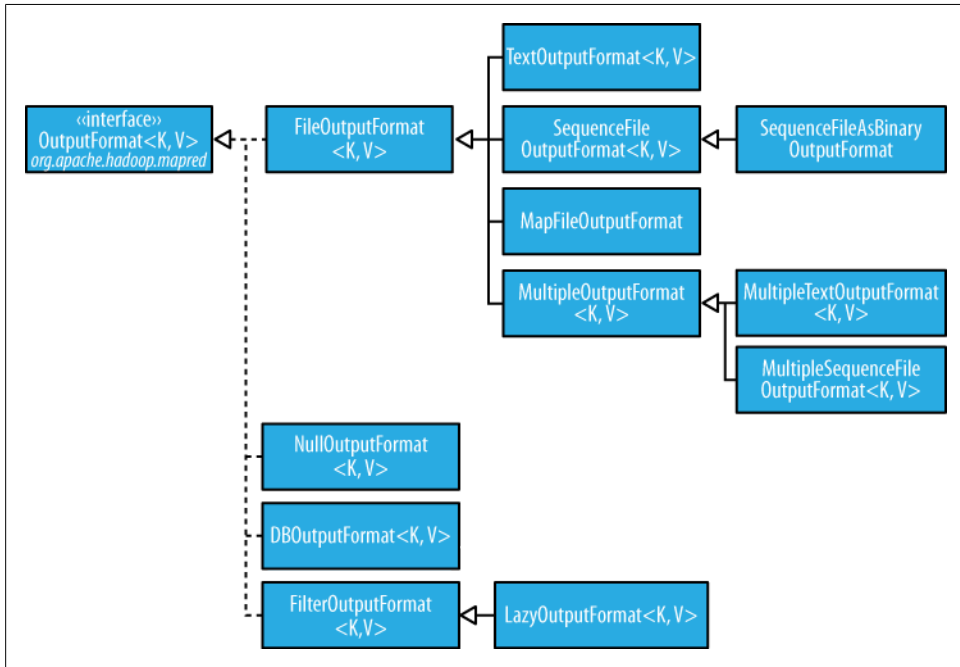 TextOutputFormat<K, V>
«interface»
OutputFormat<K, V>
org.apache.hadoop.mapred
FileOutputFormat
<K, V>
SequenceFile
OutputFormat<K, V>
SequenceFileAsBinary
OutputFormat
MapFileOutputFormat
MultipleOutputFormat
<K, V>
MultipleTextOutputFormat
<K, V>
MultipleSequenceFile
OutputFormat<K, V>
NullOutputFormat
<K, V>
DBOutputFormat<K, V>
FilterOutputFormat
<K,V>
LazyOutputFormat<K, V>